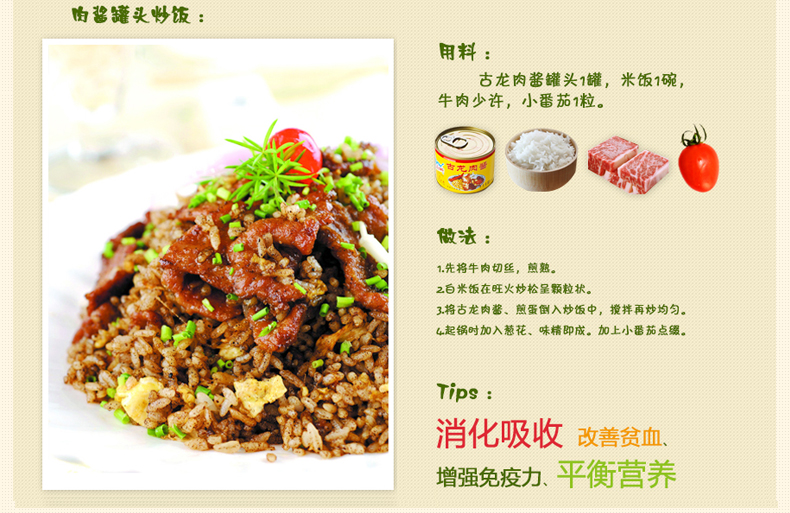 肉酱罐头炒饭：
用料：
古龙肉酱罐头1罐，米饭1碗，
牛肉少许，小番茄1粒。
古龙肉酱
做法：
1.先将牛肉切丝，煎熟。
2.白米饭在旺火炒松呈颗粒状。
3.将古龙肉酱、煎蛋倒入炒饭中，搅拌再炒均匀。
4.起锅时加入葱花、味精即成。加上小番茄点缀。
Tips：
消化吸收 改善贫血、
增强免疫力、平衡营养